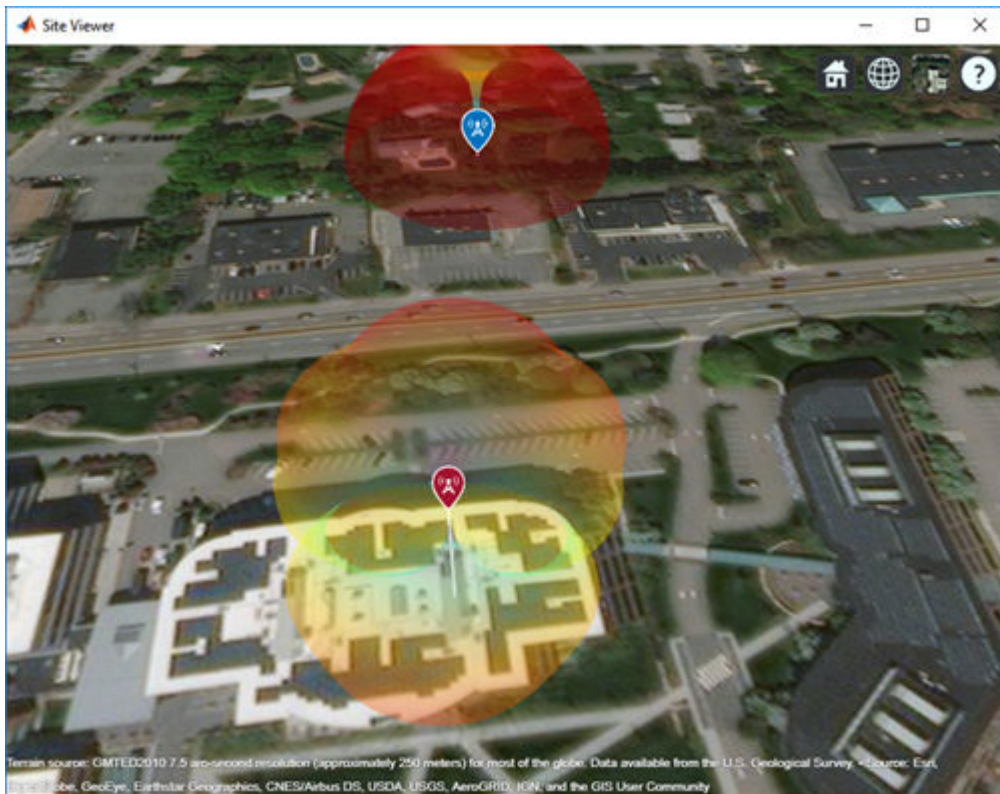 Site Viewer
?
Terrain source: GMTED2010 7.5 arc-second resolution (approximately 250 meters) for most of the globe. Data available from the U.S. Geological Survey. • Source: Esri,
GeoEye, Earthstar Geographics, CNES/Airbus DS, USDA, USGS, AeroGRID, IGN, and the GIS User Community